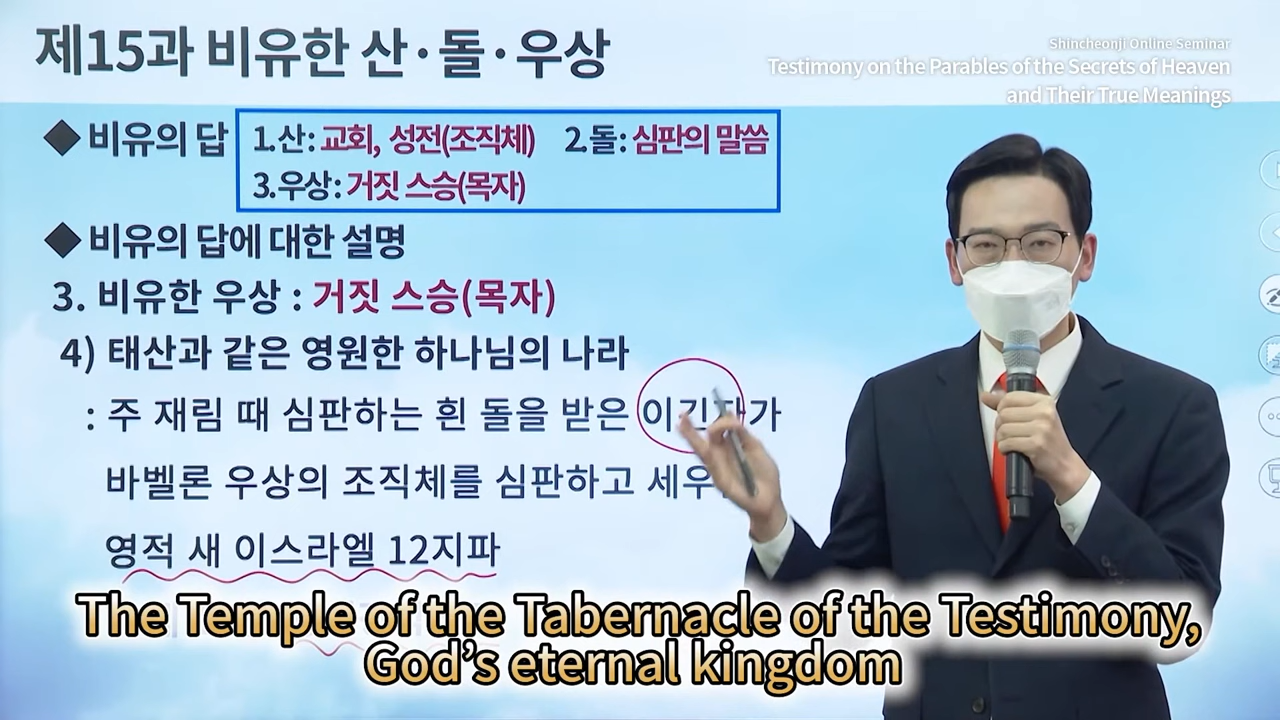 제15과 비유한 산·돌·우상
Shincheonji Online Seminar
Testimony on the Parables of the Secrets of Heaven
and Their True Meanings
◆ 비유의 답
1.산: 교회, 성전(조직체) 2.돌: 심판의 말씀
3.우상: 거짓 스승(목자)
◆ 비유의 답에 대한 설명
3. 비유한 우상 : 거짓 스승(목자)
4) 태산과 같은 영원한 하나님의 나라
: 주 재림 때 심판하는 흰 돌을 받은 이긴자가
바벨론 우상의 조직체를 심판하고
영적 새 이스라엘 12지파
The Temple of the Tabernacle of the Testimony,
God's eternal kingdom